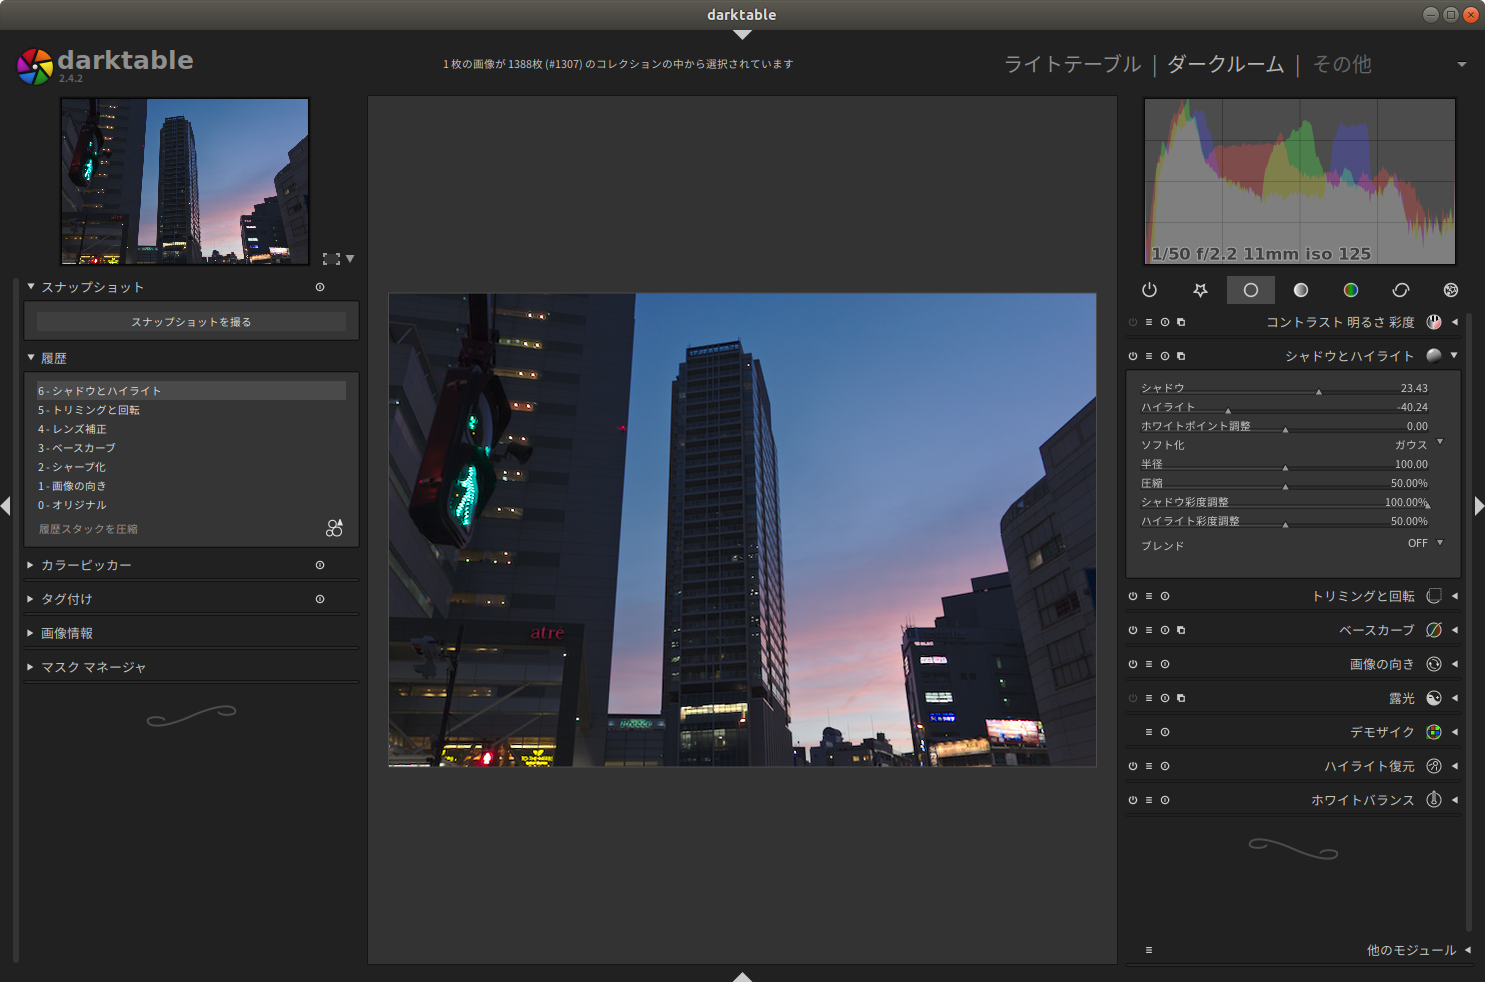 darktable
darktable
2.4.2
1 枚の画像が 1388枚 (#1307) のコレクションの中から選択されています
ライトテーブル | ダークルーム | その他
1/50 f/2.2 11mm iso 125
スナップショット
スナップショットを撮る
履歴
6 - シャドウとハイライト
5 - トリミングと回転
4 - レンズ補正
3 - ベースカーブ
2 - シャープ化
1 - 画像の向き
0 - オリジナル
履歴スタックを圧縮
カラーピッカー
タグ付け
画像情報
マスク マネージャ
atré
コントラスト 明るさ 彩度
シャドウとハイライト
シャドウ 23.43
ハイライト -40.24
ホワイトポイント調整 0.00
ソフト化 ガウス
半径 100.00
圧縮 50.00%
シャドウ彩度調整 100.00%
ハイライト彩度調整 50.00%
ブレンド OFF
トリミングと回転
ベースカーブ
画像の向き
露光
デモザイク
ハイライト復元
ホワイトバランス
他のモジュール